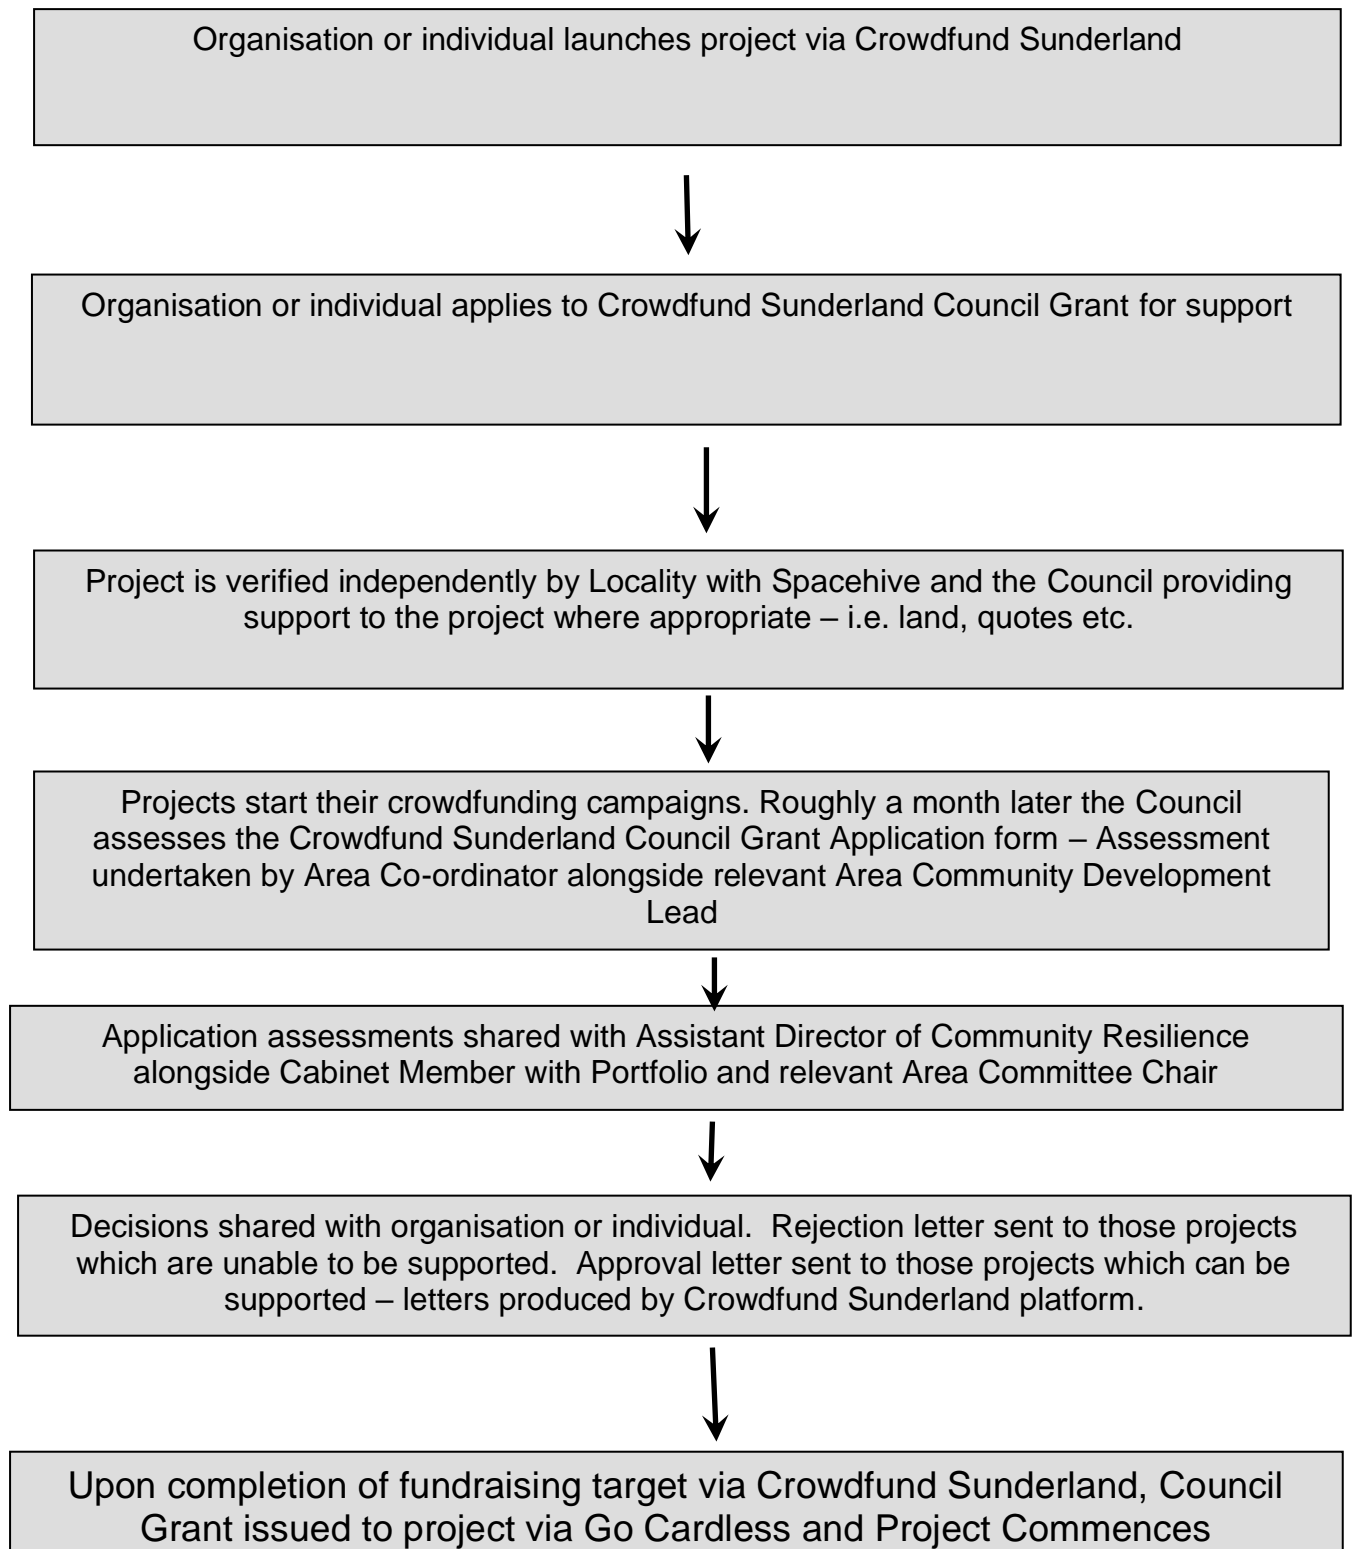 Organisation or individual launches project via Crowdfund Sunderland
Organisation or individual applies to Crowdfund Sunderland Council Grant for support
Project is verified independently by Locality with Spacehive and the Council providing
support to the project where appropriate – i.e. land, quotes etc.
Projects start their crowdfunding campaigns. Roughly a month later the Council
assesses the Crowdfund Sunderland Council Grant Application form – Assessment
undertaken by Area Co-ordinator alongside relevant Area Community Development
Lead
Application assessments shared with Assistant Director of Community Resilience
alongside Cabinet Member with Portfolio and relevant Area Committee Chair
Decisions shared with organisation or individual.  Rejection letter sent to those projects
which are unable to be supported.  Approval letter sent to those projects which can be
supported – letters produced by Crowdfund Sunderland platform.
Upon completion of fundraising target via Crowdfund Sunderland, Council
Grant issued to project via Go Cardless and Project Commences